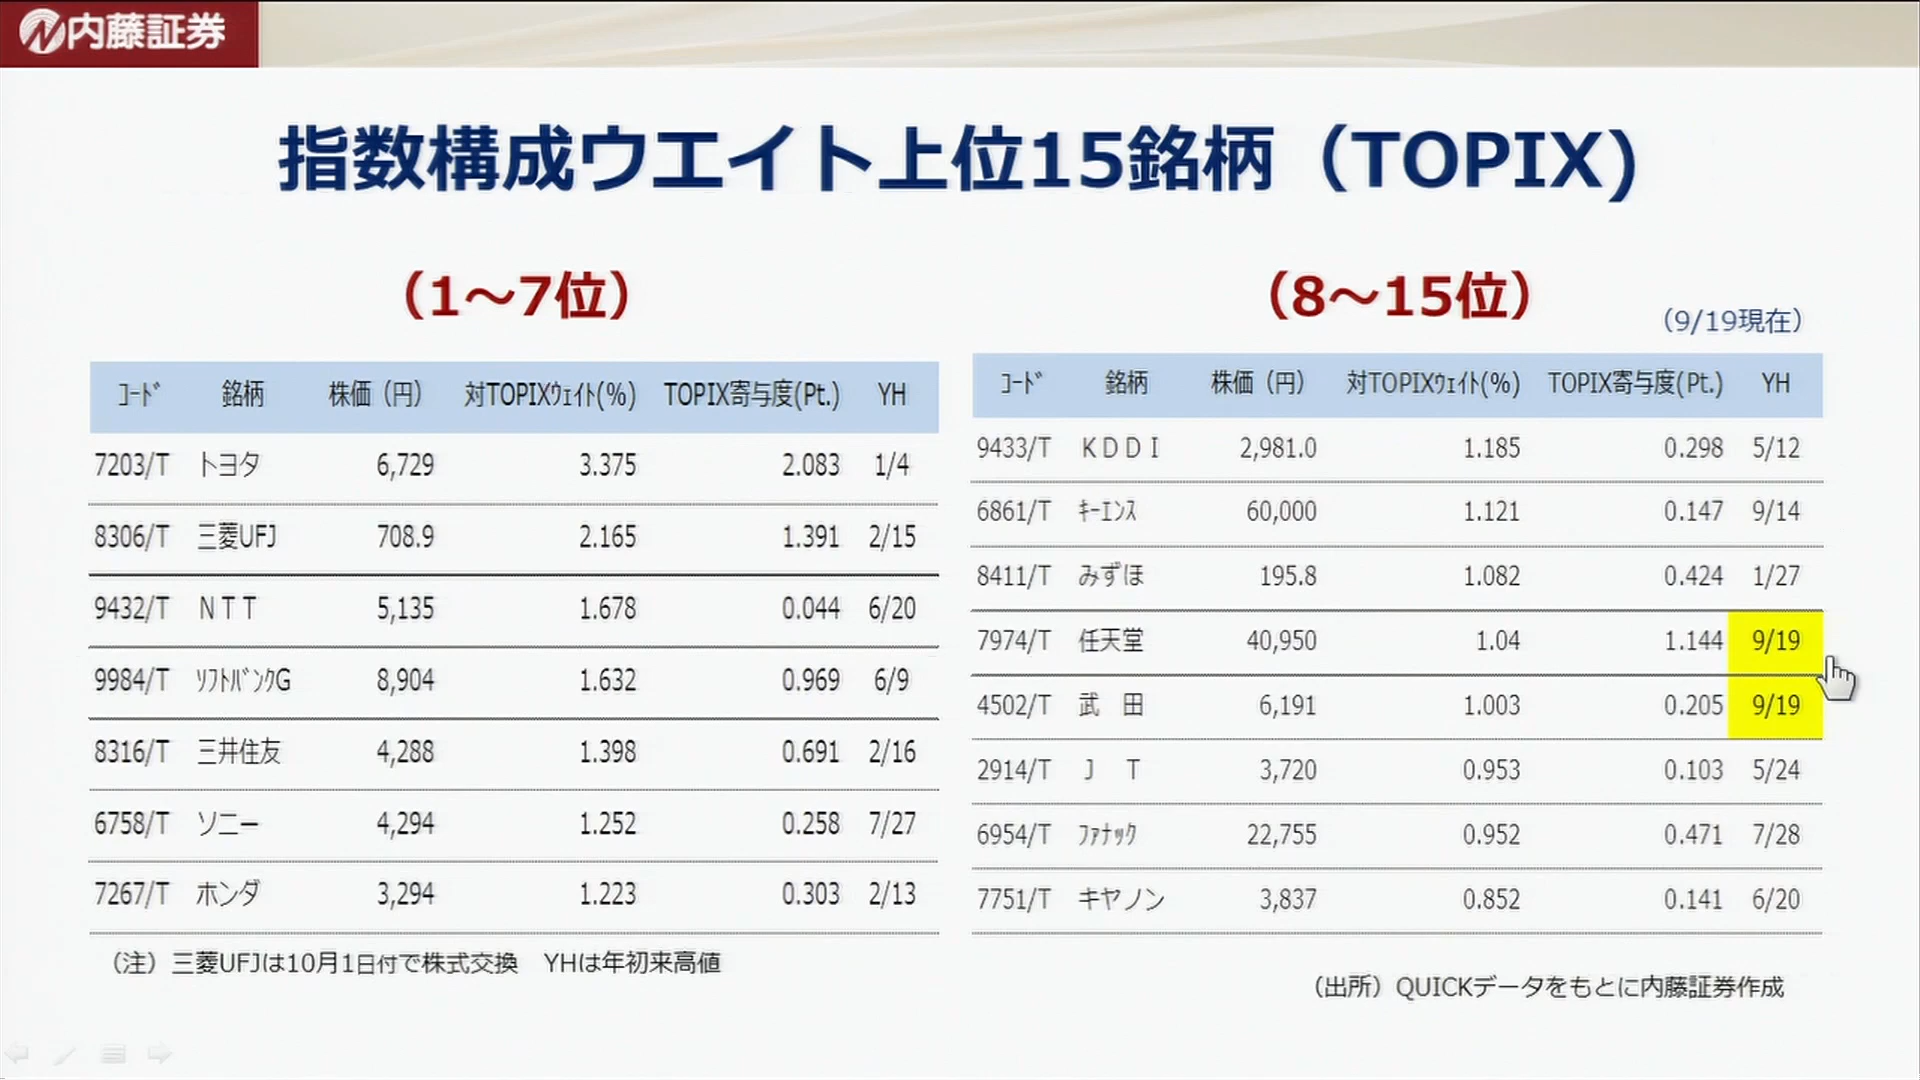 内藤証券
指数構成ウエイト上位15銘柄（TOPIX)
（1～7位）
ｺｰﾄﾞ 銘柄 株価（円） 対TOPIXｳｪｲﾄ(%) TOPIX寄与度(Pt.) YH
7203/T トヨタ 6,729 3.375 2.083 1/4
8306/T 三菱UFJ 708.9 2.165 1.391 2/15
9432/T ＮＴＴ 5,135 1.678 0.044 6/20
9984/T ｿﾌﾄﾊﾞﾝｸG 8,904 1.632 0.969 6/9
8316/T 三井住友 4,288 1.398 0.691 2/16
6758/T ソニー 4,294 1.252 0.258 7/27
7267/T ホンダ 3,294 1.223 0.303 2/13
（注）三菱UFJは10月1日付で株式交換　YHは年初来高値
（8～15位）
（9/19現在）
ｺｰﾄﾞ 銘柄 株価（円） 対TOPIXｳｪｲﾄ(%) TOPIX寄与度(Pt.) YH
9433/T ＫＤＤＩ 2,981.0 1.185 0.298 5/12
6861/T ｷｰｴﾝｽ 60,000 1.121 0.147 9/14
8411/T みずほ 195.8 1.082 0.424 1/27
7974/T 任天堂 40,950 1.04 1.144 9/19
4502/T 武　田 6,191 1.003 0.205 9/19
2914/T Ｊ　Ｔ 3,720 0.953 0.103 5/24
6954/T ﾌｧﾅｯｸ 22,755 0.952 0.471 7/28
7751/T キヤノン 3,837 0.852 0.141 6/20
（出所）QUICKデータをもとに内藤証券作成